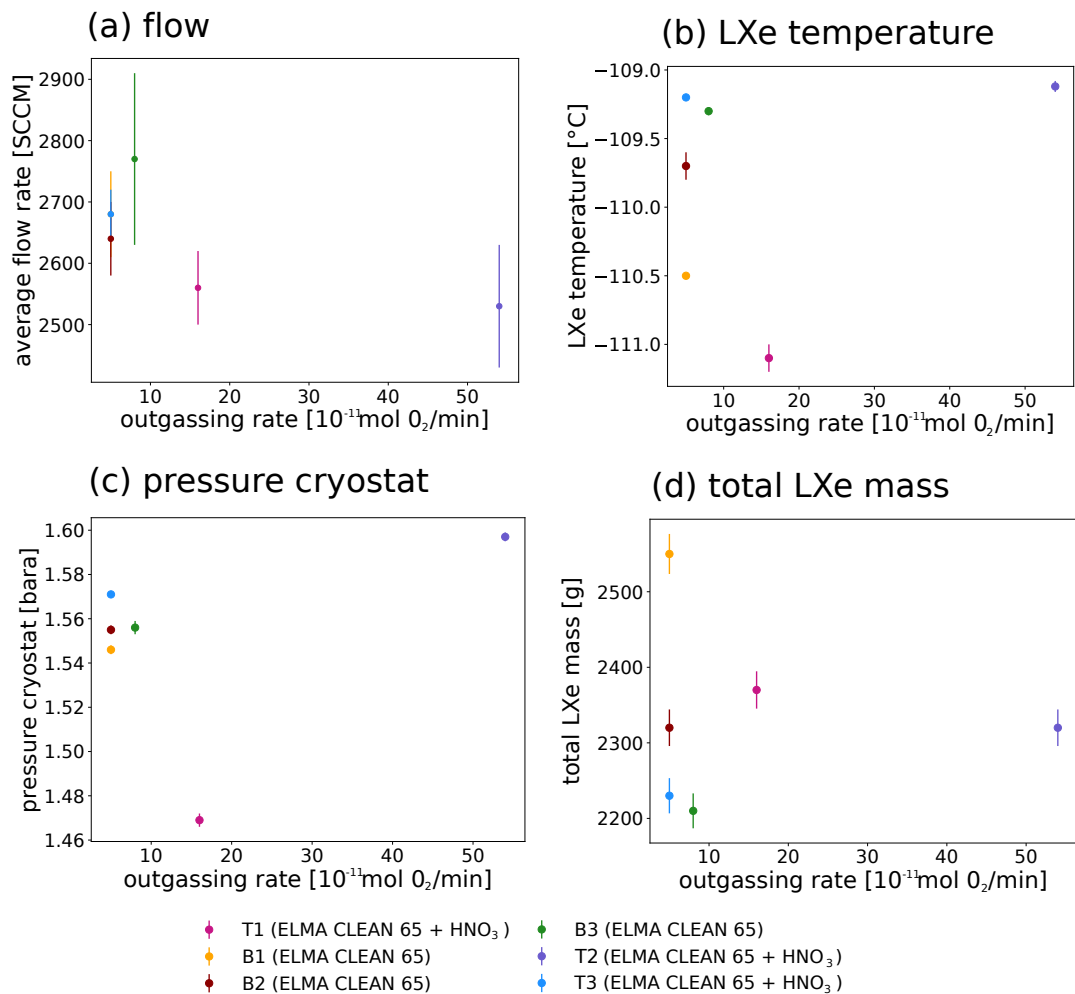 (a) flow
(b) LXe temperature
average flow rate [SCCM]
2900
2800
2700
2600
2500
10 20 30 40 50
outgassing rate [10⁻¹¹mol 0₂/min]
LXe temperature [°C]
−109.0
−109.5
−110.0
−110.5
−111.0
10 20 30 40 50
outgassing rate [10⁻¹¹mol 0₂/min]
(c) pressure cryostat
(d) total LXe mass
pressure cryostat [bara]
1.60
1.58
1.56
1.54
1.52
1.50
1.48
1.46
10 20 30 40 50
outgassing rate [10⁻¹¹mol 0₂/min]
total LXe mass [g]
2500
2400
2300
2200
10 20 30 40 50
outgassing rate [10⁻¹¹mol 0₂/min]
T1 (ELMA CLEAN 65 + HNO₃)
B1 (ELMA CLEAN 65)
B2 (ELMA CLEAN 65)
B3 (ELMA CLEAN 65)
T2 (ELMA CLEAN 65 + HNO₃)
T3 (ELMA CLEAN 65 + HNO₃)